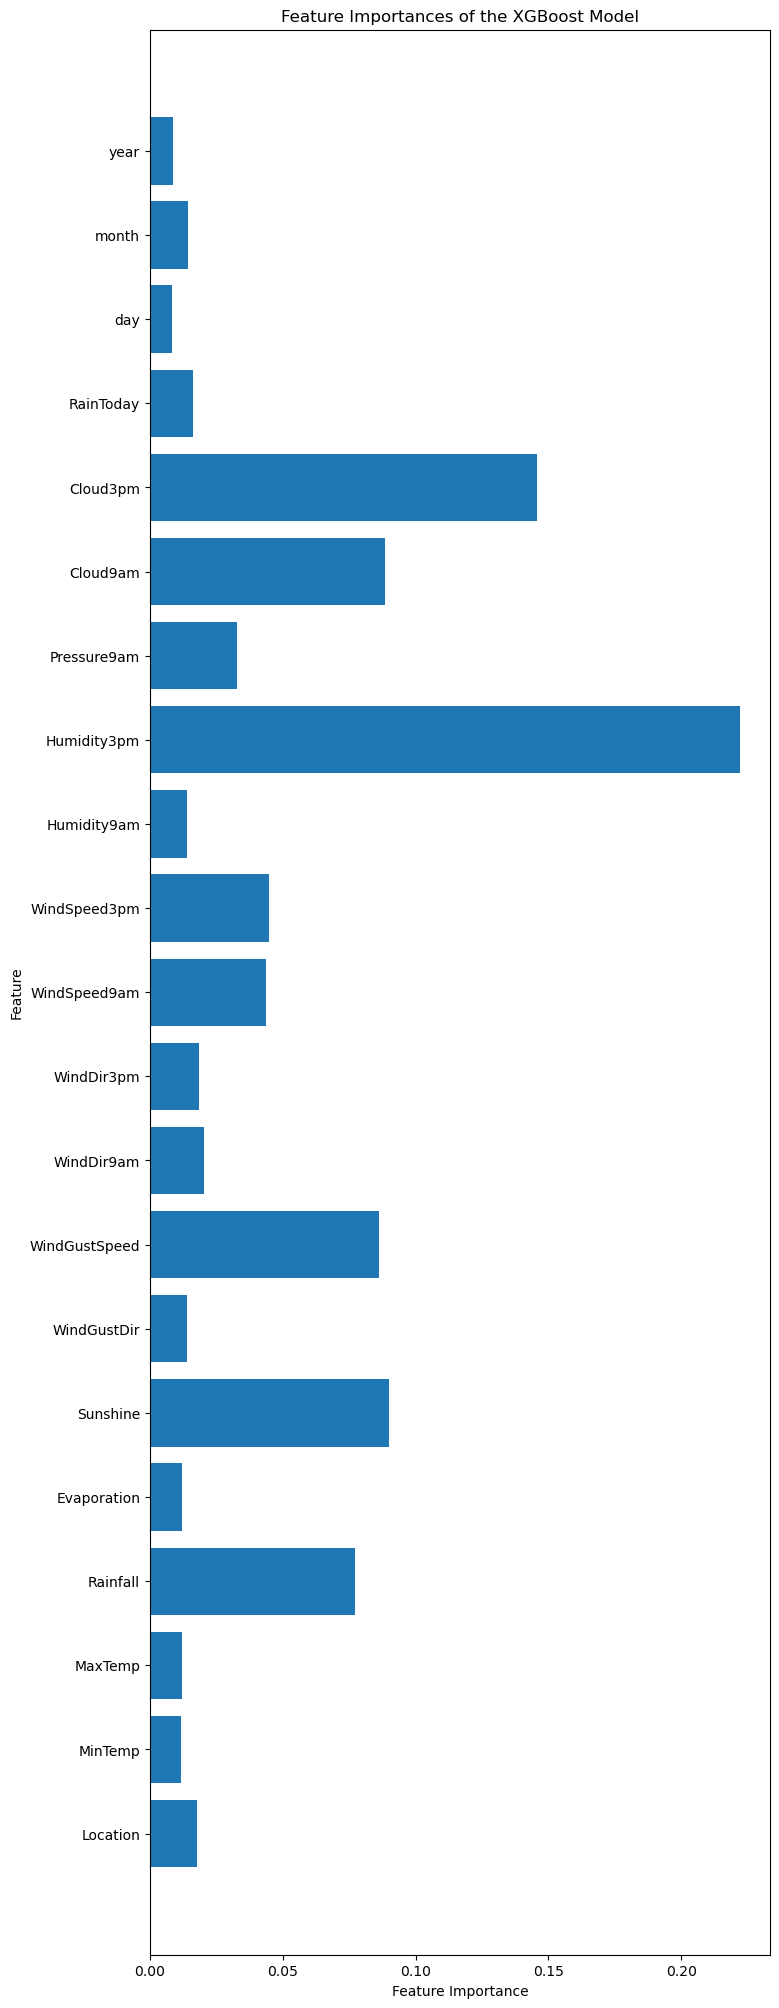 Feature Importances of the XGBoost Model
year
month
day
RainToday
Cloud3pm
Cloud9am
Pressure9am
Humidity3pm
Humidity9am
WindSpeed3pm
WindSpeed9am
WindDir3pm
WindDir9am
WindGustSpeed
WindGustDir
Sunshine
Evaporation
Rainfall
MaxTemp
MinTemp
Location
Feature
0.00 0.05 0.10 0.15 0.20
Feature Importance